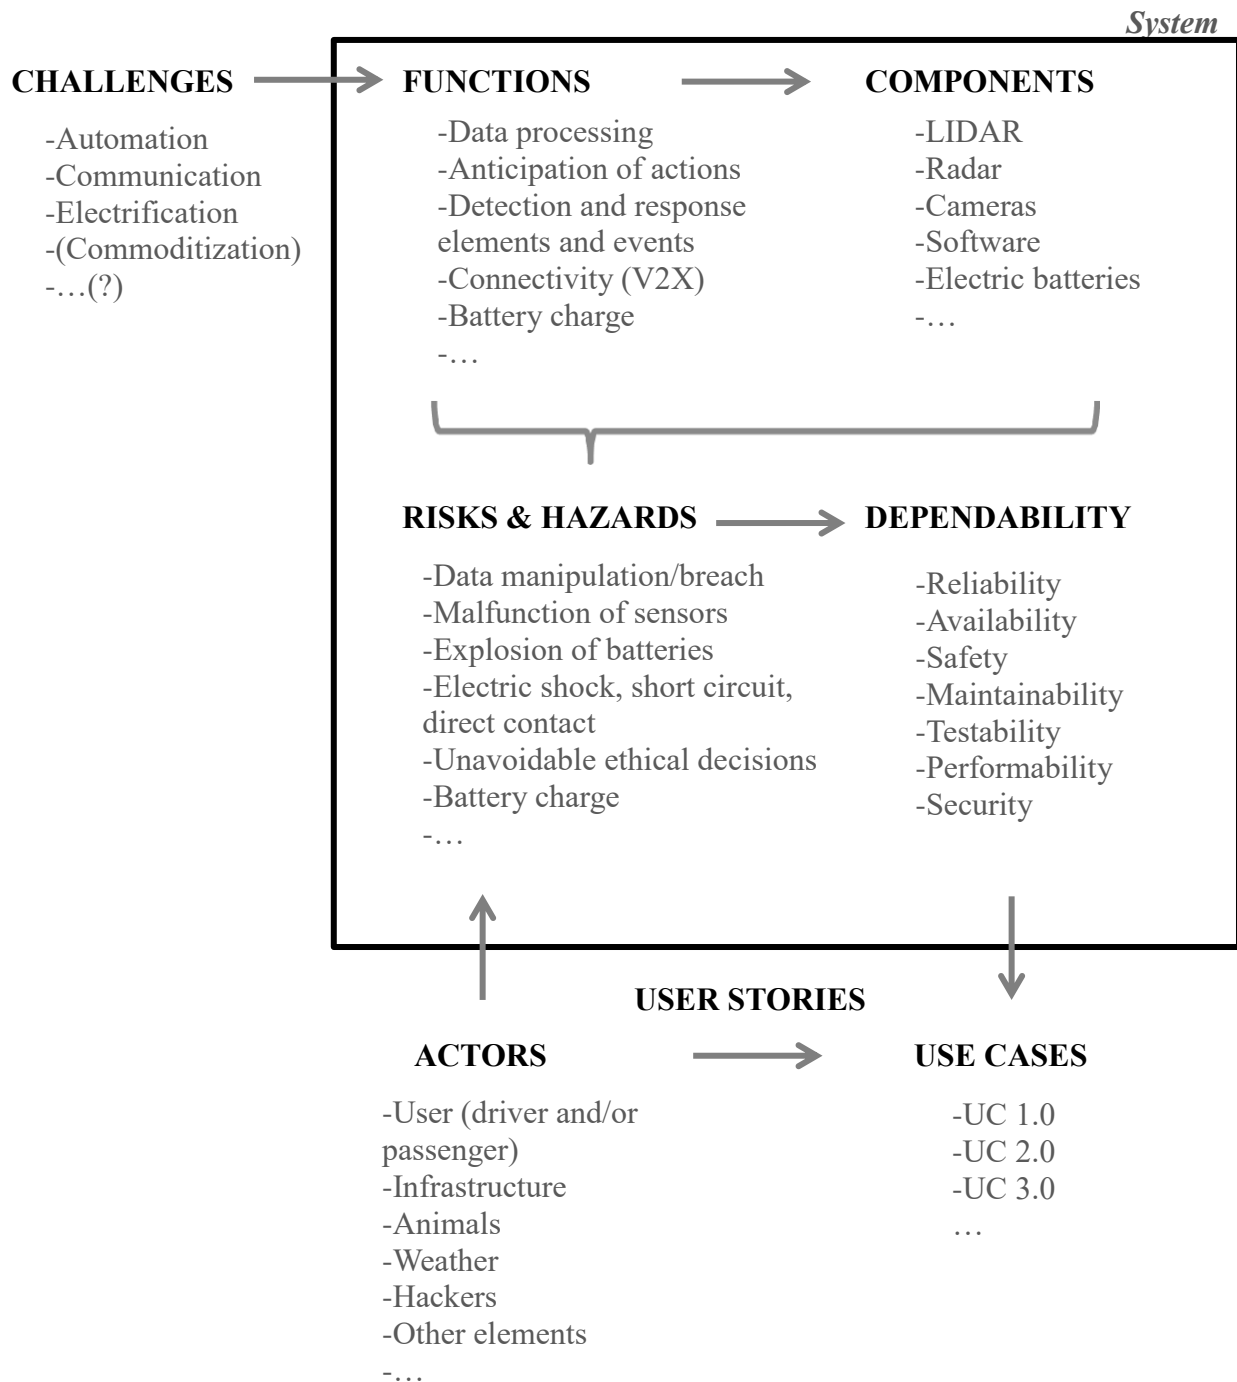 System
CHALLENGES
-Automation
-Communication
-Electrification
-(Commoditization)
-…(?)
FUNCTIONS
-Data processing
-Anticipation of actions
-Detection and response
elements and events
-Connectivity (V2X)
-Battery charge
-…
COMPONENTS
-LIDAR
-Radar
-Cameras
-Software
-Electric batteries
-…
RISKS & HAZARDS
-Data manipulation/breach
-Malfunction of sensors
-Explosion of batteries
-Electric shock, short circuit,
direct contact
-Unavoidable ethical decisions
-Battery charge
-…
DEPENDABILITY
-Reliability
-Availability
-Safety
-Maintainability
-Testability
-Performability
-Security
USER STORIES
ACTORS
-User (driver and/or
passenger)
-Infrastructure
-Animals
-Weather
-Hackers
-Other elements
-…
USE CASES
-UC 1.0
-UC 2.0
-UC 3.0
…